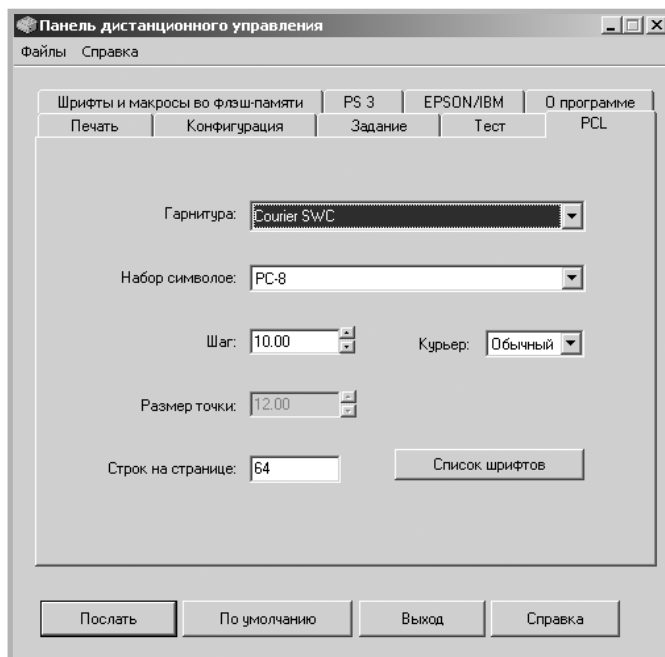 Панель дистанционного управления
Файлы Справка
Шрифты и макросы во флэш-памяти PS 3 EPSON/IBM О программе
Печать Конфигурация Задание Тест PCL
Гарнитура: Courier SWC
Набор символое: PC-8
Шаг: 10.00 Курьер: Обычный
Размер точки: 12.00
Строк на странице: 64 Список шрифтов
Послать По умолчанию Выход Справка